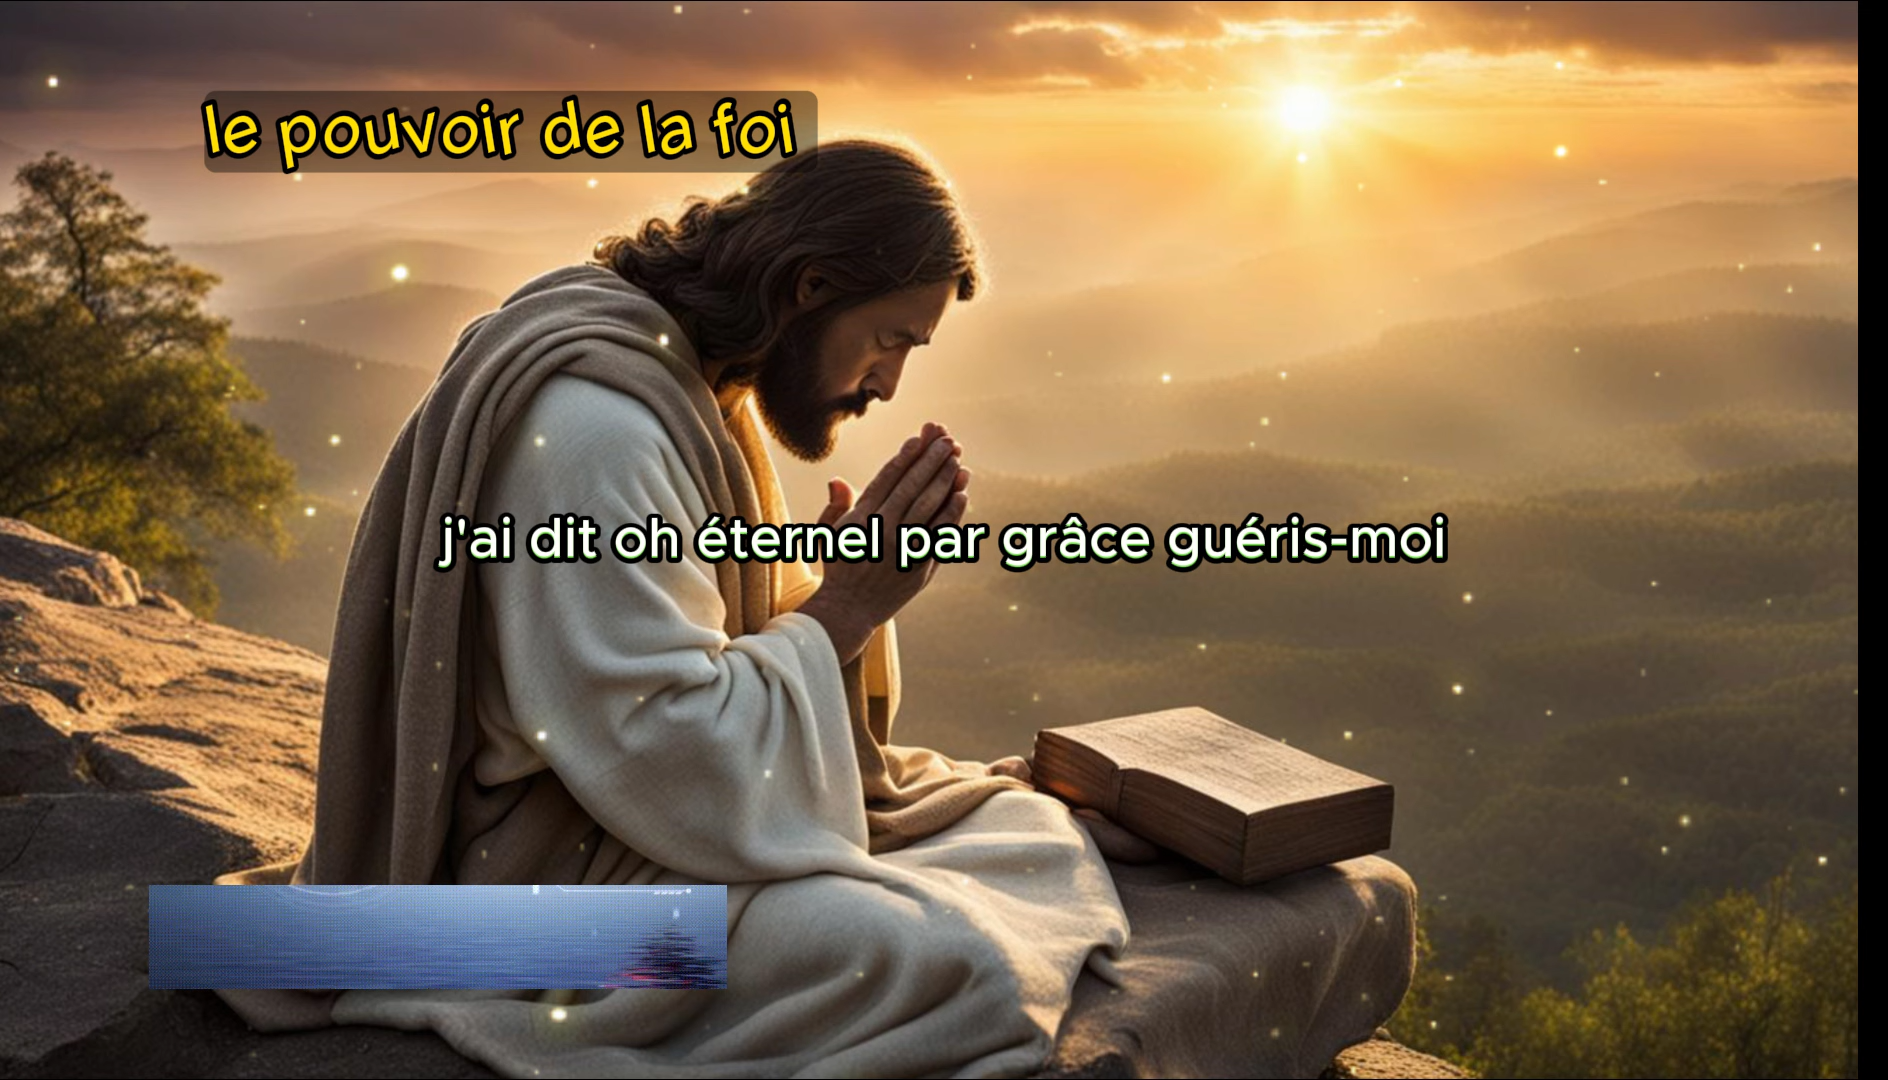 le pouvoir de la foi
j'ai dit oh éternel par grâce guéris-moi